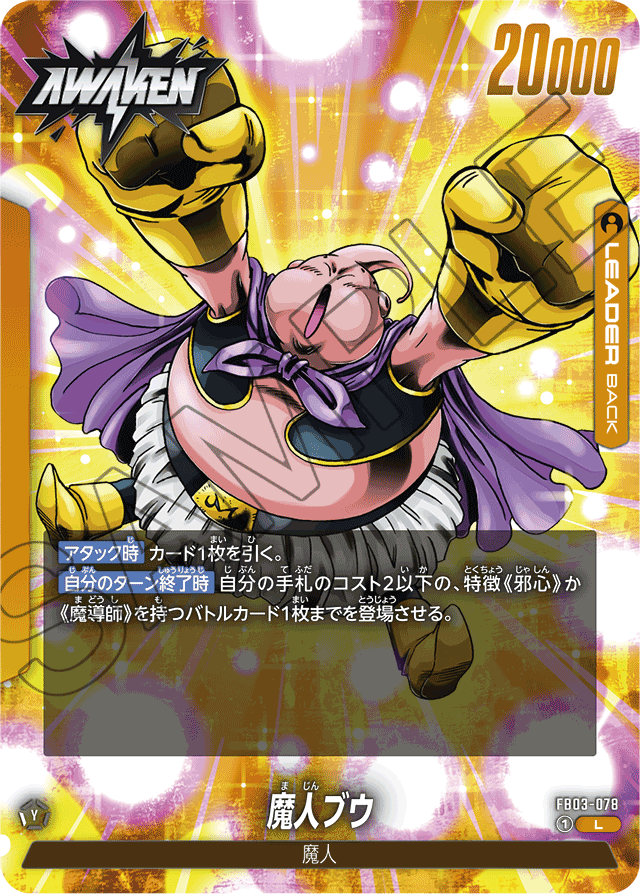 AWAKEN
20000
LEADER BACK
アタック時 カード1枚を引く。
自分のターン終了時 自分の手札のコスト2以下の、特徴《邪心》か
《魔導師》を持つバトルカード1枚までを登場させる。
SAMPLE
魔人ブウ
FB03-078
Y
1 L
魔人